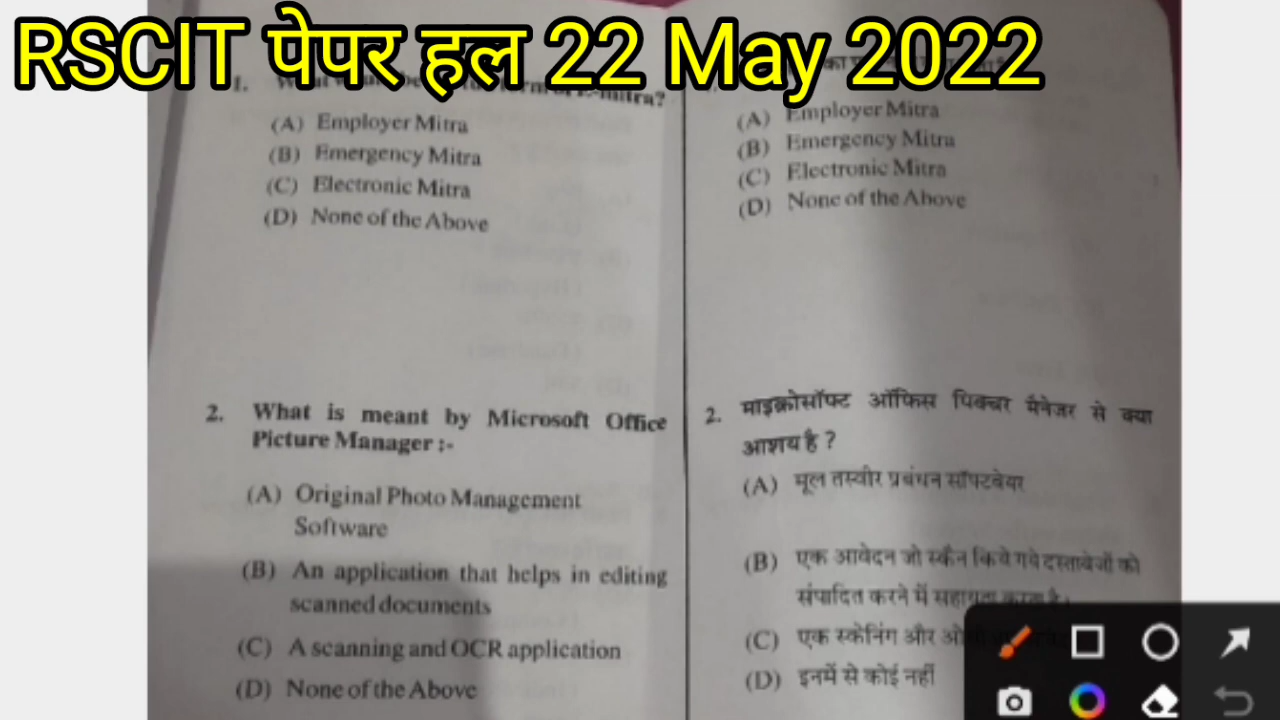 RSCIT पेपर हल 22 May 2022
1.
(A) Employer Mitra
(B) Emergency Mitra
(C) Electronic Mitra
(D) None of the Above
2. What is meant by Microsoft Office
Picture Manager :-
(A) Original Photo Management
Software
(B) An application that helps in editing
scanned documents
(C) A scanning and OCR application
(D) None of the Above
(A) Employer Mitra
(B) Emergency Mitra
(C) Electronic Mitra
(D) None of the Above
2. माइक्रोसॉफ्ट ऑफिस पिक्चर मैनेजर से क्या
आशय है ?
(A) मूल तस्वीर प्रबंधन सॉफ्टवेयर
(B) एक आवेदन जो स्कैन किये गये दस्तावेजों को
संपादित करने में सहायता करता है।
(C) एक स्केनिंग और
(D) इनमें से कोई नहीं